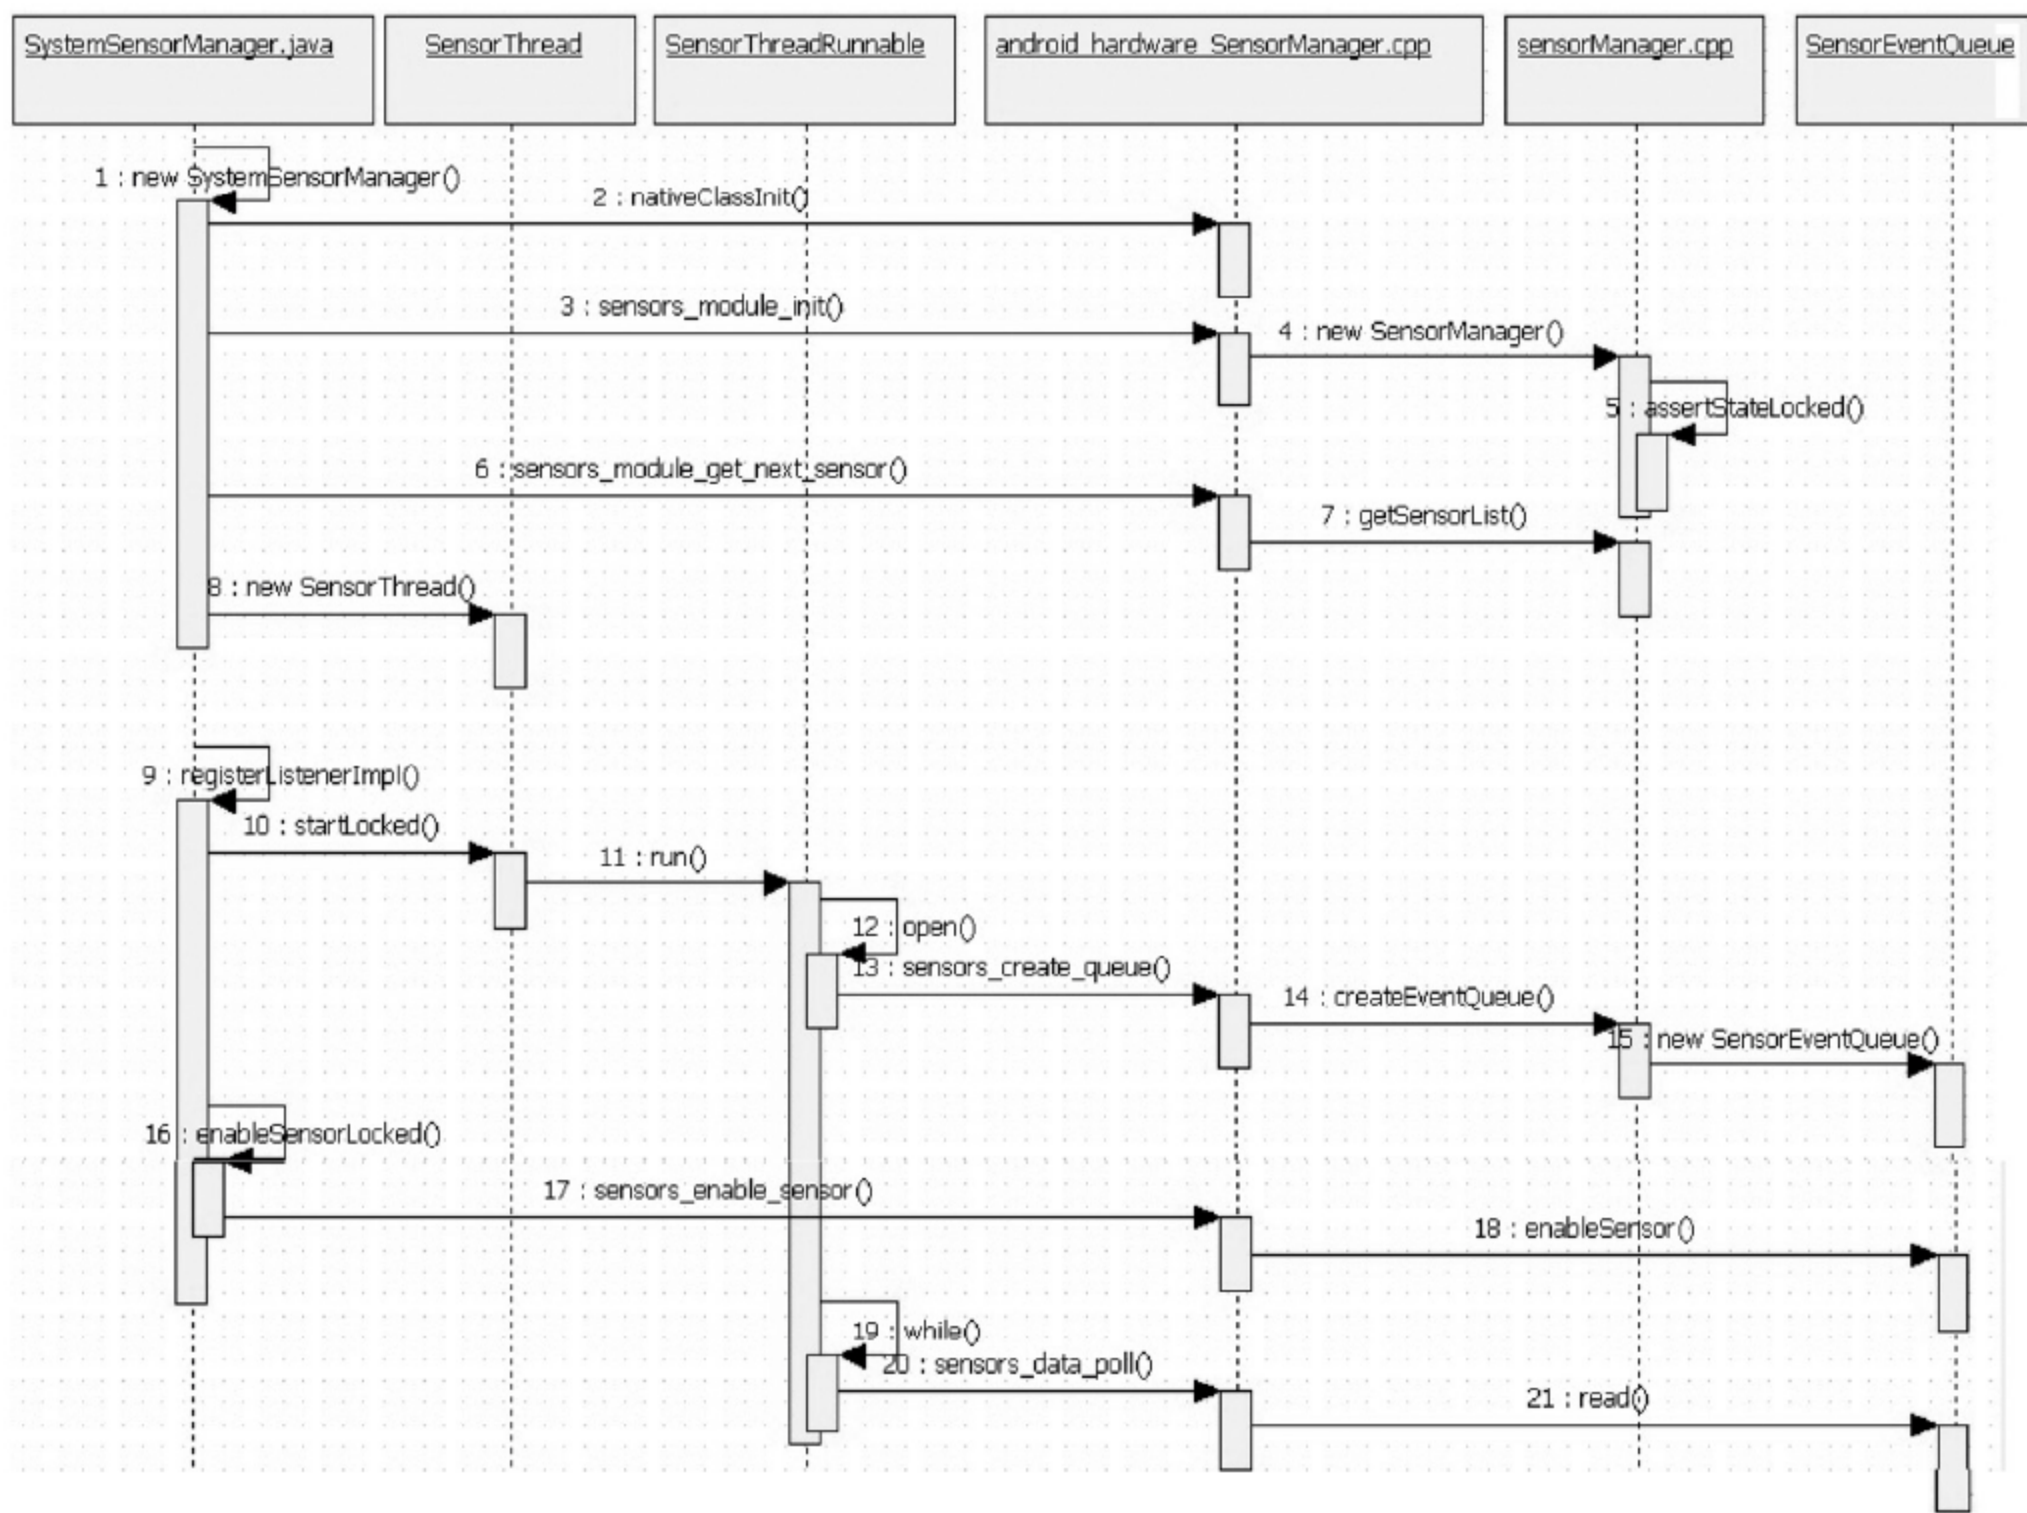 SystemSensorManager.java
SensorThread
SensorThreadRunnable
android_hardware_SensorManager.cpp
sensorManager.cpp
SensorEventQueue
1 : new SystemSensorManager()
2 : nativeClassInit()
3 : sensors_module_init()
4 : new SensorManager()
5 : assertStateLocked()
6 : sensors_module_get_next_sensor()
7 : getSensorList()
8 : new SensorThread()
9 : registerListenerImpl()
10 : startLocked()
11 : run()
12 : open()
13 : sensors_create_queue()
14 : createEventQueue()
15 : new SensorEventQueue()
16 : enableSensorLocked()
17 : sensors_enable_sensor()
18 : enableSensor()
19 : while()
20 : sensors_data_poll()
21 : read()